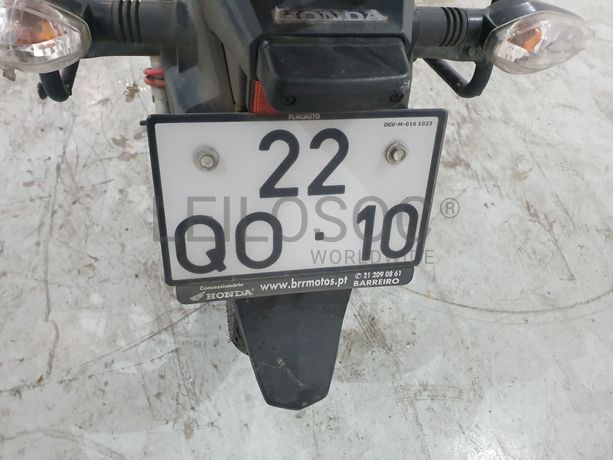 HONDA
PLACAUTO
DGV-M-016 1023
22
QO·10
LEILOSOC®
WORLDWIDE
Concessionário
HONDA
www.brrmotos.pt
✆ 21 209 08 61
BARREIRO